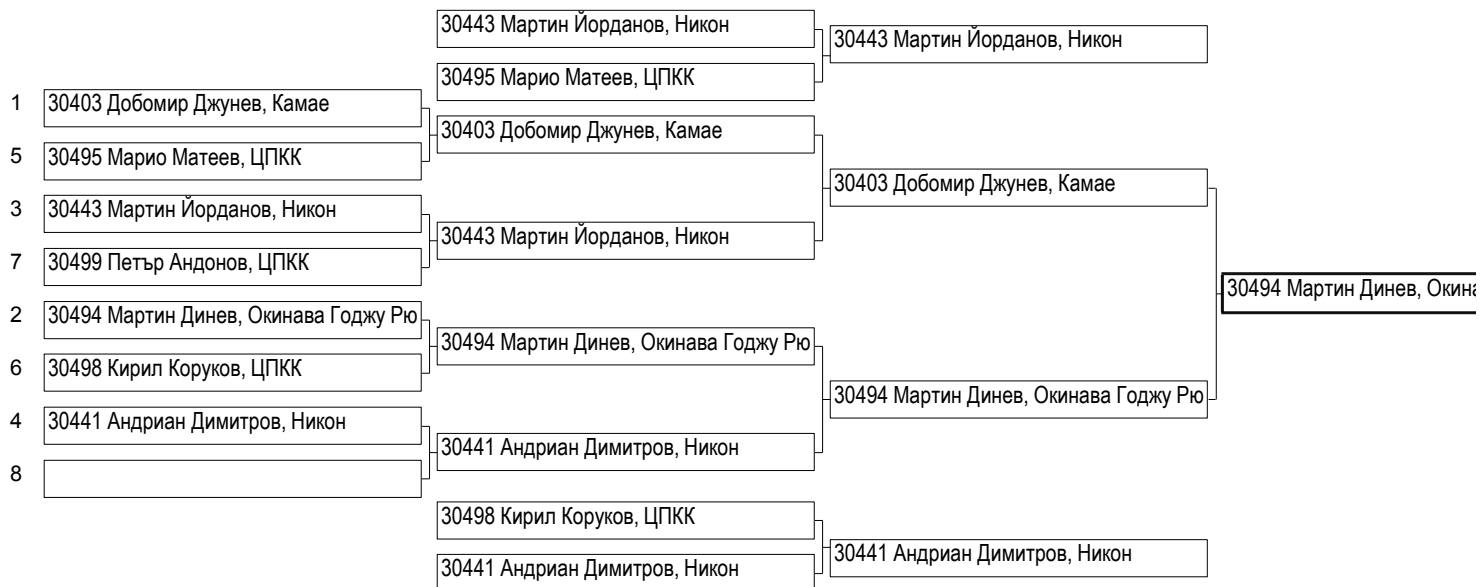 30443 Мартин Йорданов, Никон
30495 Марио Матеев, ЦПКК
30443 Мартин Йорданов, Никон
1 30403 Добомир Джунев, Камае
5 30495 Марио Матеев, ЦПКК
3 30443 Мартин Йорданов, Никон
7 30499 Петър Андонов, ЦПКК
2 30494 Мартин Динев, Окинава Годжу Рю
6 30498 Кирил Коруков, ЦПКК
4 30441 Андриан Димитров, Никон
8
30403 Добомир Джунев, Камае
30443 Мартин Йорданов, Никон
30494 Мартин Динев, Окинава Годжу Рю
30441 Андриан Димитров, Никон
30403 Добомир Джунев, Камае
30494 Мартин Динев, Окинава Годжу Рю
30494 Мартин Динев,
30498 Кирил Коруков, ЦПКК
30441 Андриан Димитров, Никон
30441 Андриан Димитров, Никон